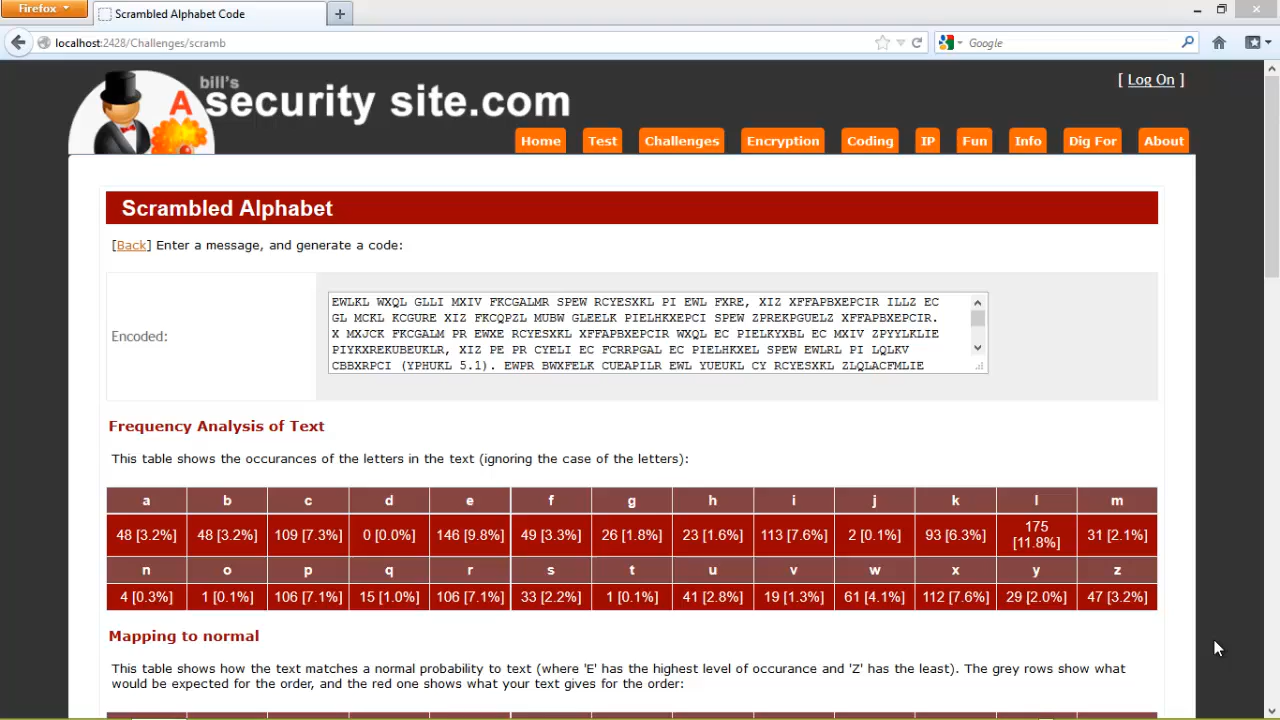 Firefox
Scrambled Alphabet Code
localhost:2428/Challenges/scramb
Google
bill's
A security site.com
[ Log On ]
Home Test Challenges Encryption Coding IP Fun Info Dig For About
Scrambled Alphabet
[Back] Enter a message, and generate a code:
Encoded:
EWLKL WXQL GLLI MXIV FKCGALMR SPEW RCYESXKL PI EWL FXRE, XIZ XFFAPBXEPCIR ILLZ EC
GL MCKL KCGURE XIZ FKCQPZL MUBW GLEELK PIELHKXEPCI SPEW ZPREKPGUELZ XFFAPBXEPCIR.
X MXJCK FKCGALM PR EWXE RCYESXKL XFFAPBXEPCIR WXQL EC PIELKYXBL EC MXIV ZPYYLKLIE
PIYKXREKUBEUKLR, XIZ PE PR CYELI EC FCRRPGAL EC PIELHKXEL SPEW EWLRL PI LQLKV
CBBXRPCI (YPHUKL 5.1). EWPR BWXFELK CUEAPILR EWL YUEUKL CY RCYESXKL ZLQLACFMLIE
Frequency Analysis of Text
This table shows the occurances of the letters in the text (ignoring the case of the letters):
a b c d e f g h i j k l m
48 [3.2%] 48 [3.2%] 109 [7.3%] 0 [0.0%] 146 [9.8%] 49 [3.3%] 26 [1.8%] 23 [1.6%] 113 [7.6%] 2 [0.1%] 93 [6.3%] 175 [11.8%] 31 [2.1%]
n o p q r s t u v w x y z
4 [0.3%] 1 [0.1%] 106 [7.1%] 15 [1.0%] 106 [7.1%] 33 [2.2%] 1 [0.1%] 41 [2.8%] 19 [1.3%] 61 [4.1%] 112 [7.6%] 29 [2.0%] 47 [3.2%]
Mapping to normal
This table shows how the text matches a normal probability to text (where 'E' has the highest level of occurance and 'Z' has the least). The grey rows show what
would be expected for the order, and the red one shows what your text gives for the order: